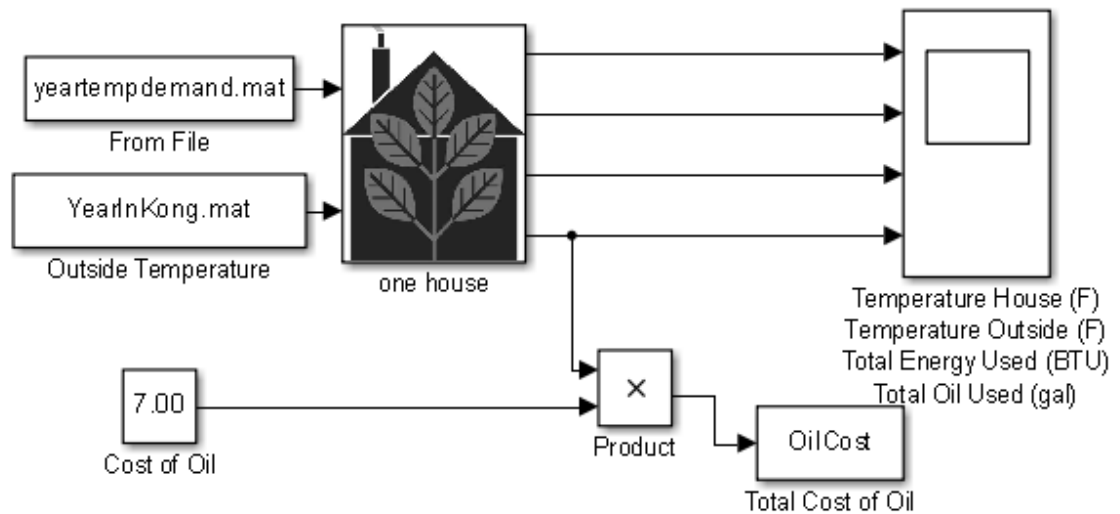 yeartempdemand.mat
From File
YearInKong.mat
Outside Temperature
one house
Temperature House (F)
Temperature Outside (F)
Total Energy Used (BTU)
Total Oil Used (gal)
7.00
Cost of Oil
×
Product
OilCost
Total Cost of Oil